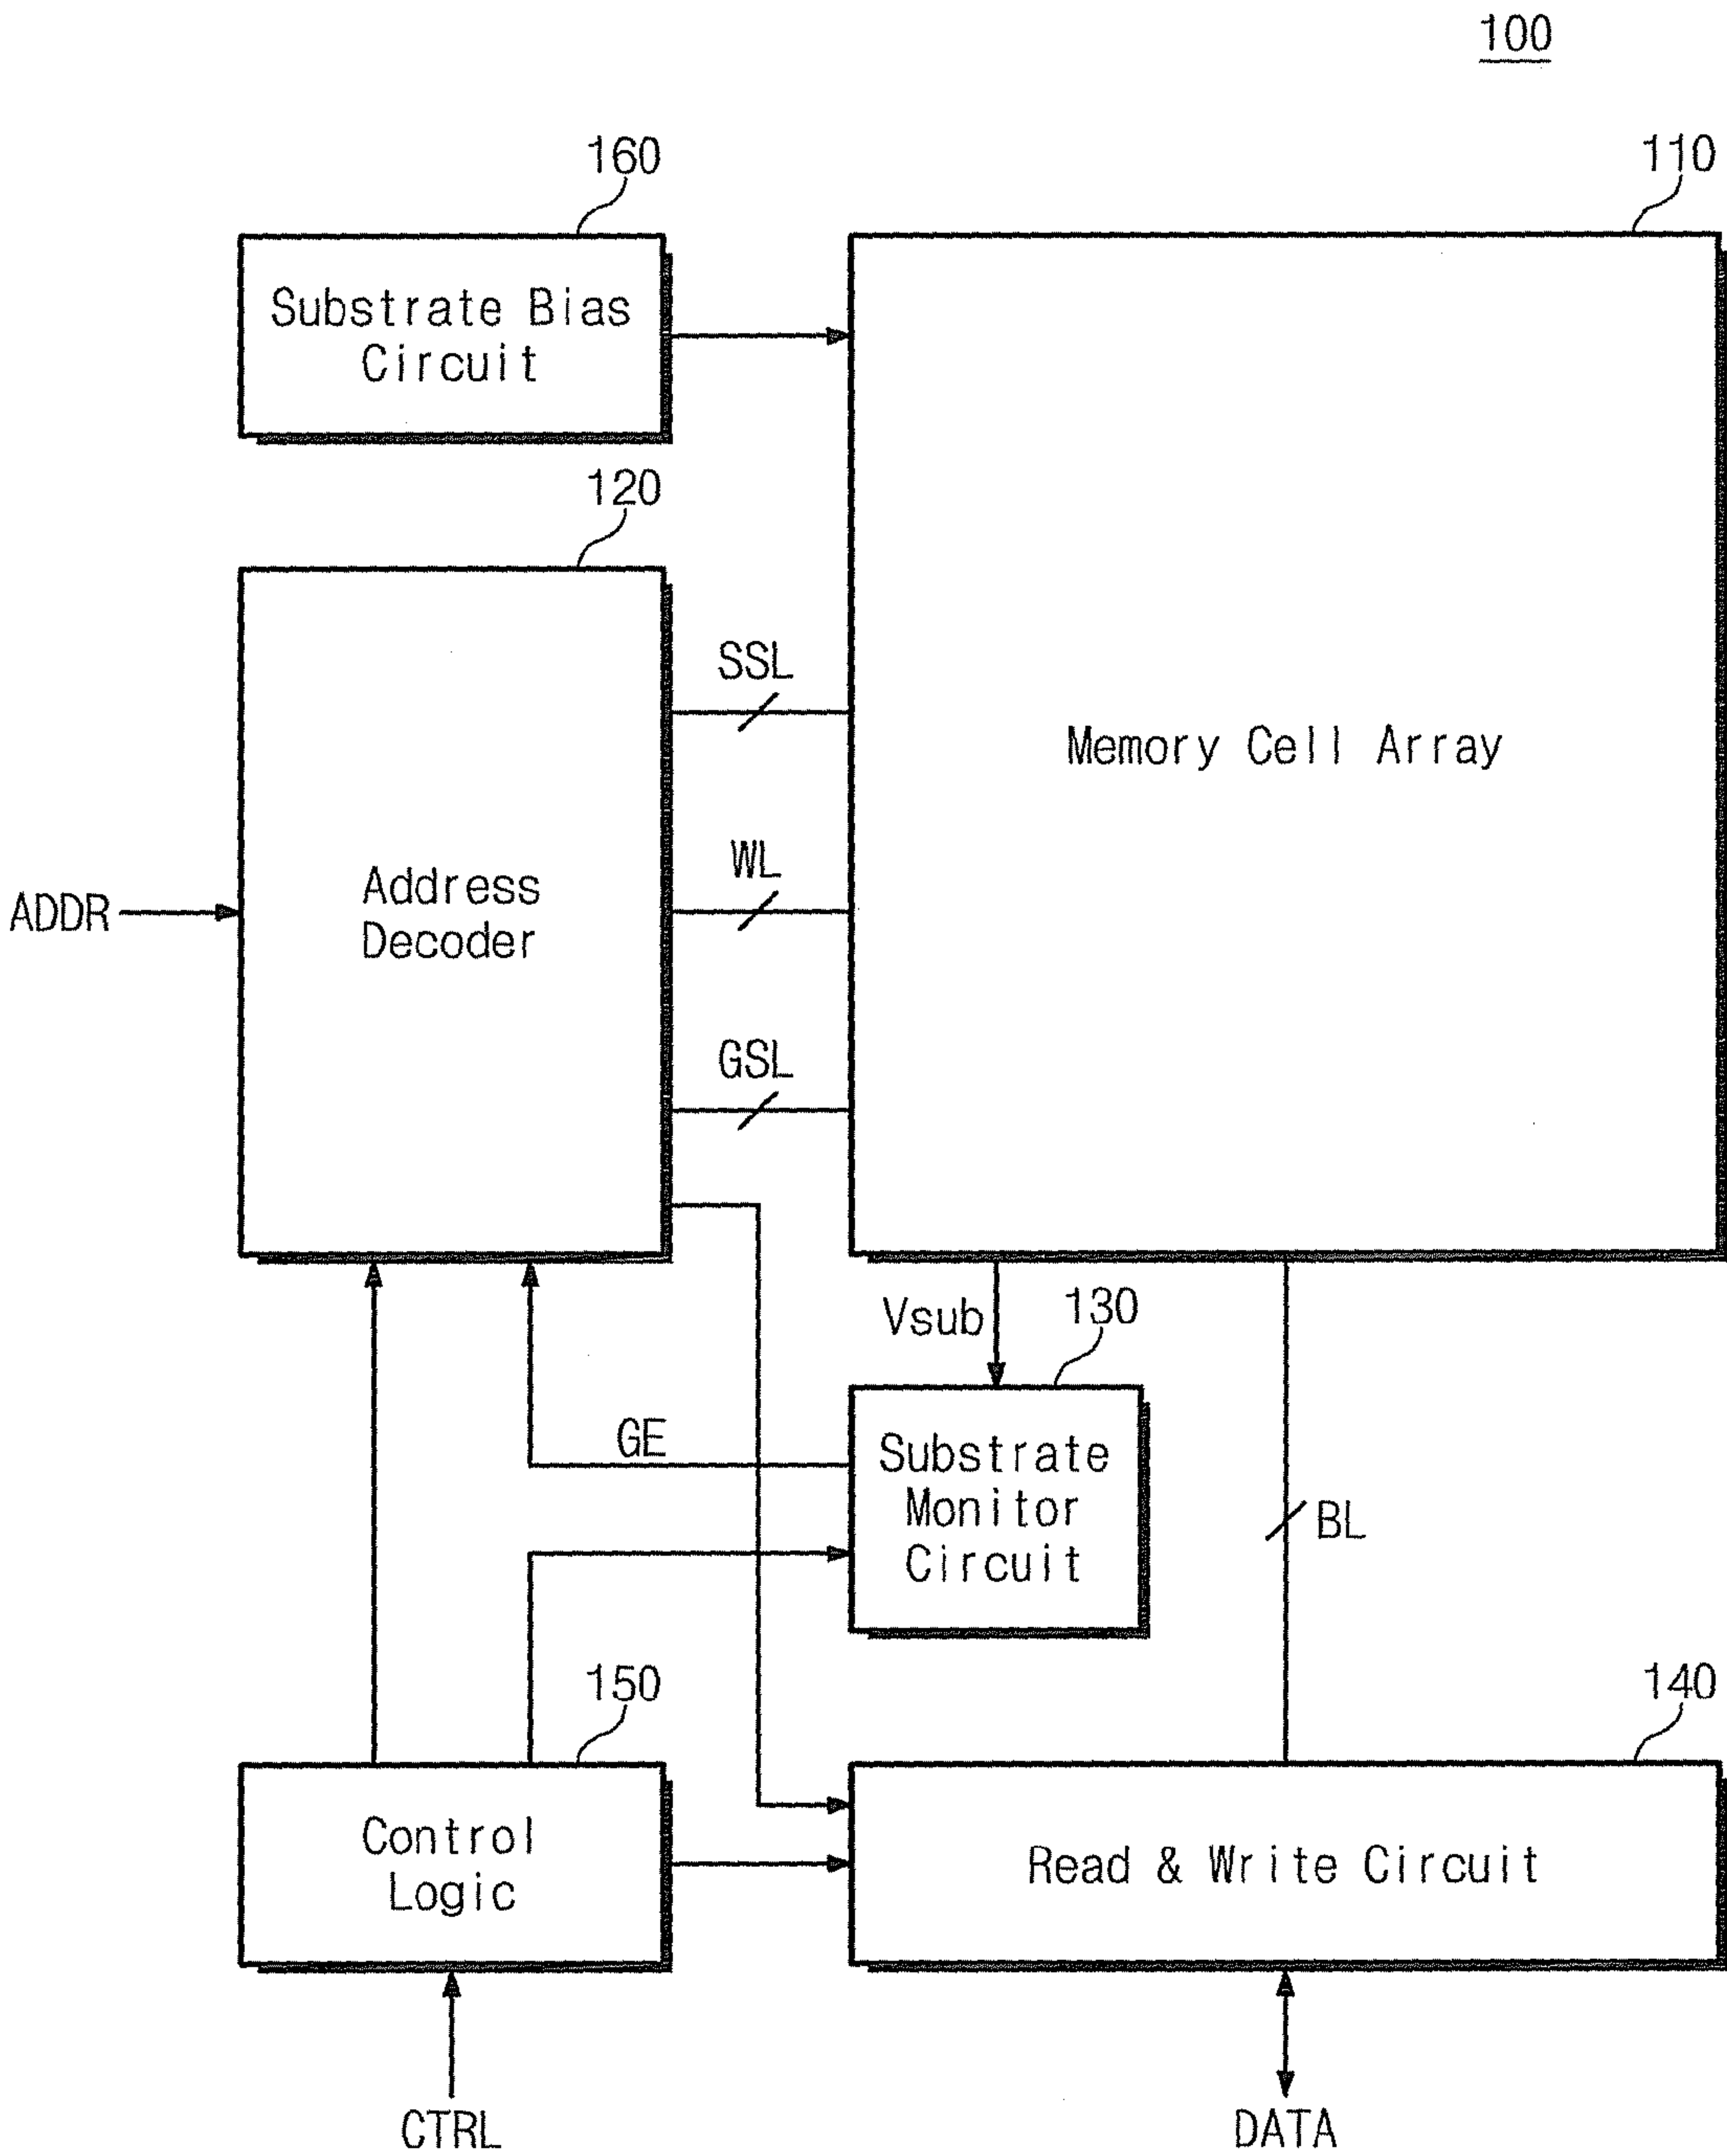 100
160
110
Substrate Bias
Circuit
120
SSL
Memory Cell Array
WL
Address
Decoder
ADDR
GSL
Vsub
130
GE
Substrate
Monitor
Circuit
BL
150
140
Control
Logic
Read & Write Circuit
CTRL
DATA